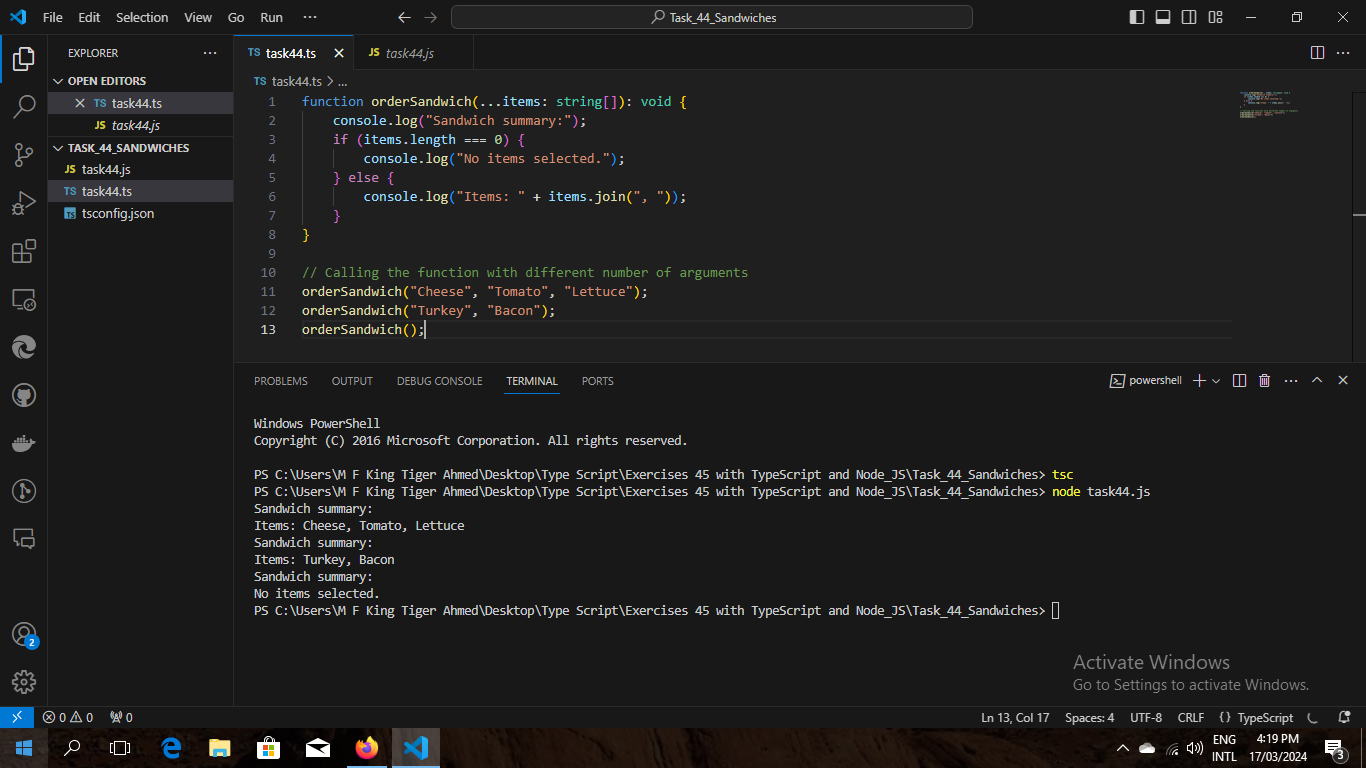 File Edit Selection View Go Run ··· Task_44_Sandwiches
EXPLORER ···
OPEN EDITORS
TS task44.ts
JS task44.js
TASK_44_SANDWICHES
JS task44.js
TS task44.ts
TS tsconfig.json
TS task44.ts JS task44.js
TS task44.ts > ...
1 function orderSandwich(...items: string[]): void {
2 console.log("Sandwich summary:");
3 if (items.length === 0) {
4 console.log("No items selected.");
5 } else {
6 console.log("Items: " + items.join(", "));
7 }
8 }
9
10 // Calling the function with different number of arguments
11 orderSandwich("Cheese", "Tomato", "Lettuce");
12 orderSandwich("Turkey", "Bacon");
13 orderSandwich();
PROBLEMS OUTPUT DEBUG CONSOLE TERMINAL PORTS powershell
Windows PowerShell
Copyright (C) 2016 Microsoft Corporation. All rights reserved.
PS C:\Users\M F King Tiger Ahmed\Desktop\Type Script\Exercises 45 with TypeScript and Node_JS\Task_44_Sandwiches> tsc
PS C:\Users\M F King Tiger Ahmed\Desktop\Type Script\Exercises 45 with TypeScript and Node_JS\Task_44_Sandwiches> node task44.js
Sandwich summary:
Items: Cheese, Tomato, Lettuce
Sandwich summary:
Items: Turkey, Bacon
Sandwich summary:
No items selected.
PS C:\Users\M F King Tiger Ahmed\Desktop\Type Script\Exercises 45 with TypeScript and Node_JS\Task_44_Sandwiches>
2
Activate Windows
Go to Settings to activate Windows.
0 0 0 Ln 13, Col 17 Spaces: 4 UTF-8 CRLF {} TypeScript
ENG 4:19 PM
INTL 17/03/2024 3